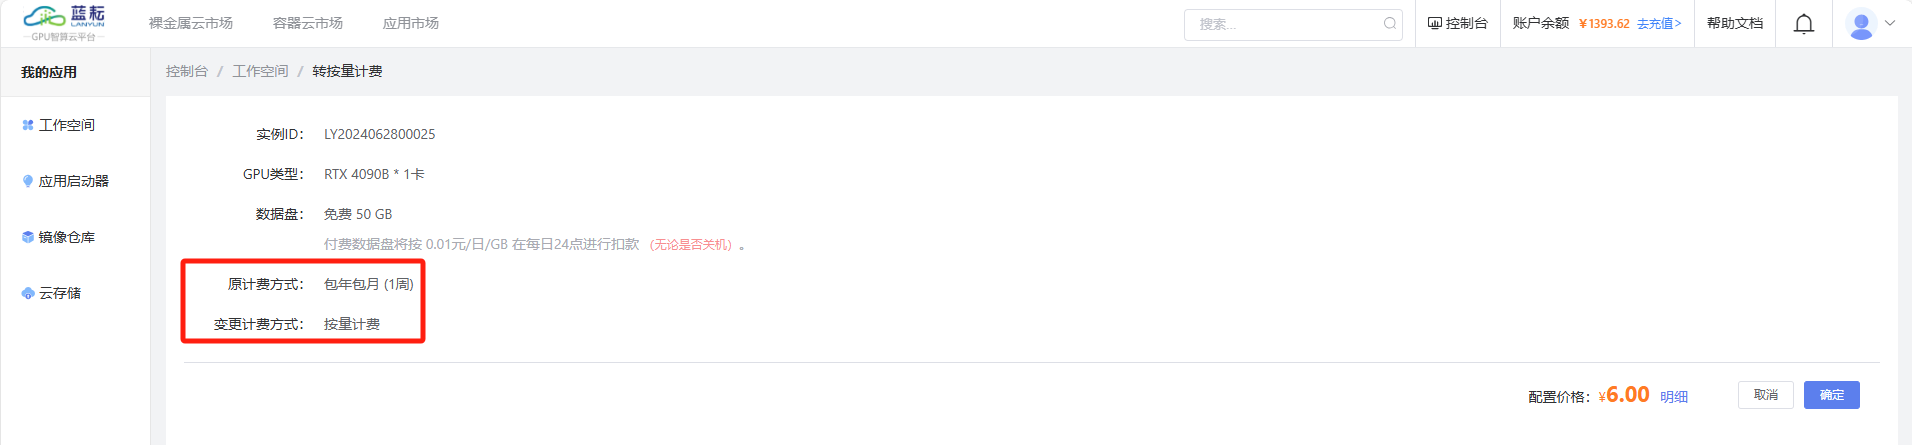 蓝耘
LANYUN
GPU智算云平台
裸金属云市场
容器云市场
应用市场
搜索...
控制台
账户余额 ¥1393.62 去充值>
帮助文档
我的应用
工作空间
应用启动器
镜像仓库
云存储
控制台 / 工作空间 / 转按量计费
实例ID: LY2024062800025
GPU类型: RTX 4090B * 1卡
数据盘: 免费 50 GB
付费数据盘将按 0.01元/日/GB 在每日24点进行扣款 (无论是否关机) 。
原计费方式: 包年包月 (1周)
变更计费方式: 按量计费
配置价格: ¥6.00 明细
取消
确定